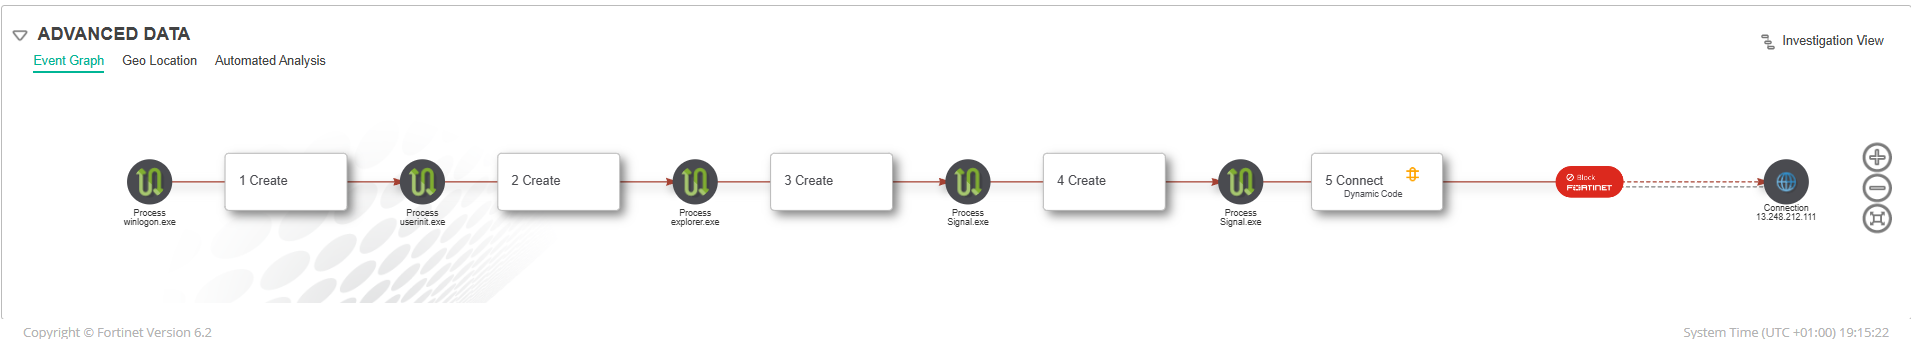 ADVANCED DATA
Investigation View
Event Graph Geo Location Automated Analysis
1 Create
2 Create
3 Create
4 Create
5 Connect
Dynamic Code
Block
FORTINET
Process
winlogon.exe
Process
userinit.exe
Process
explorer.exe
Process
Signal.exe
Process
Signal.exe
Connection
13.248.212.111
Copyright © Fortinet Version 6.2
System Time (UTC +01:00) 19:15:22